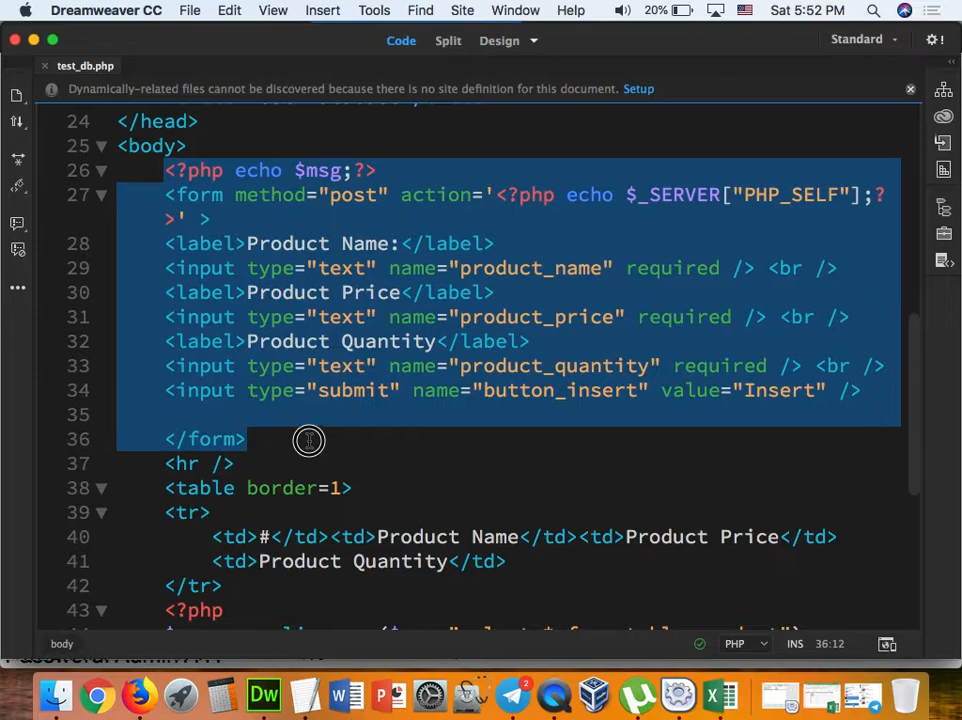 Dreamweaver CC File Edit View Insert Tools Find Site Window Help 20% Sat 5:52 PM
Code Split Design Standard
test_db.php
Dynamically-related files cannot be discovered because there is no site definition for this document. Setup
24 </head>
25 <body>
26 <?php echo $msg;?>
27 <form method="post" action='<?php echo $_SERVER["PHP_SELF"];?
>' >
28 <label>Product Name:</label>
29 <input type="text" name="product_name" required /> <br />
30 <label>Product Price</label>
31 <input type="text" name="product_price" required /> <br />
32 <label>Product Quantity</label>
33 <input type="text" name="product_quantity" required /> <br />
34 <input type="submit" name="button_insert" value="Insert" />
35
36 </form>
37 <hr />
38 <table border=1>
39 <tr>
40 <td>#</td><td>Product Name</td><td>Product Price</td>
41 <td>Product Quantity</td>
42 </tr>
43 <?php
body PHP INS 36:12
Dw W P 2 X